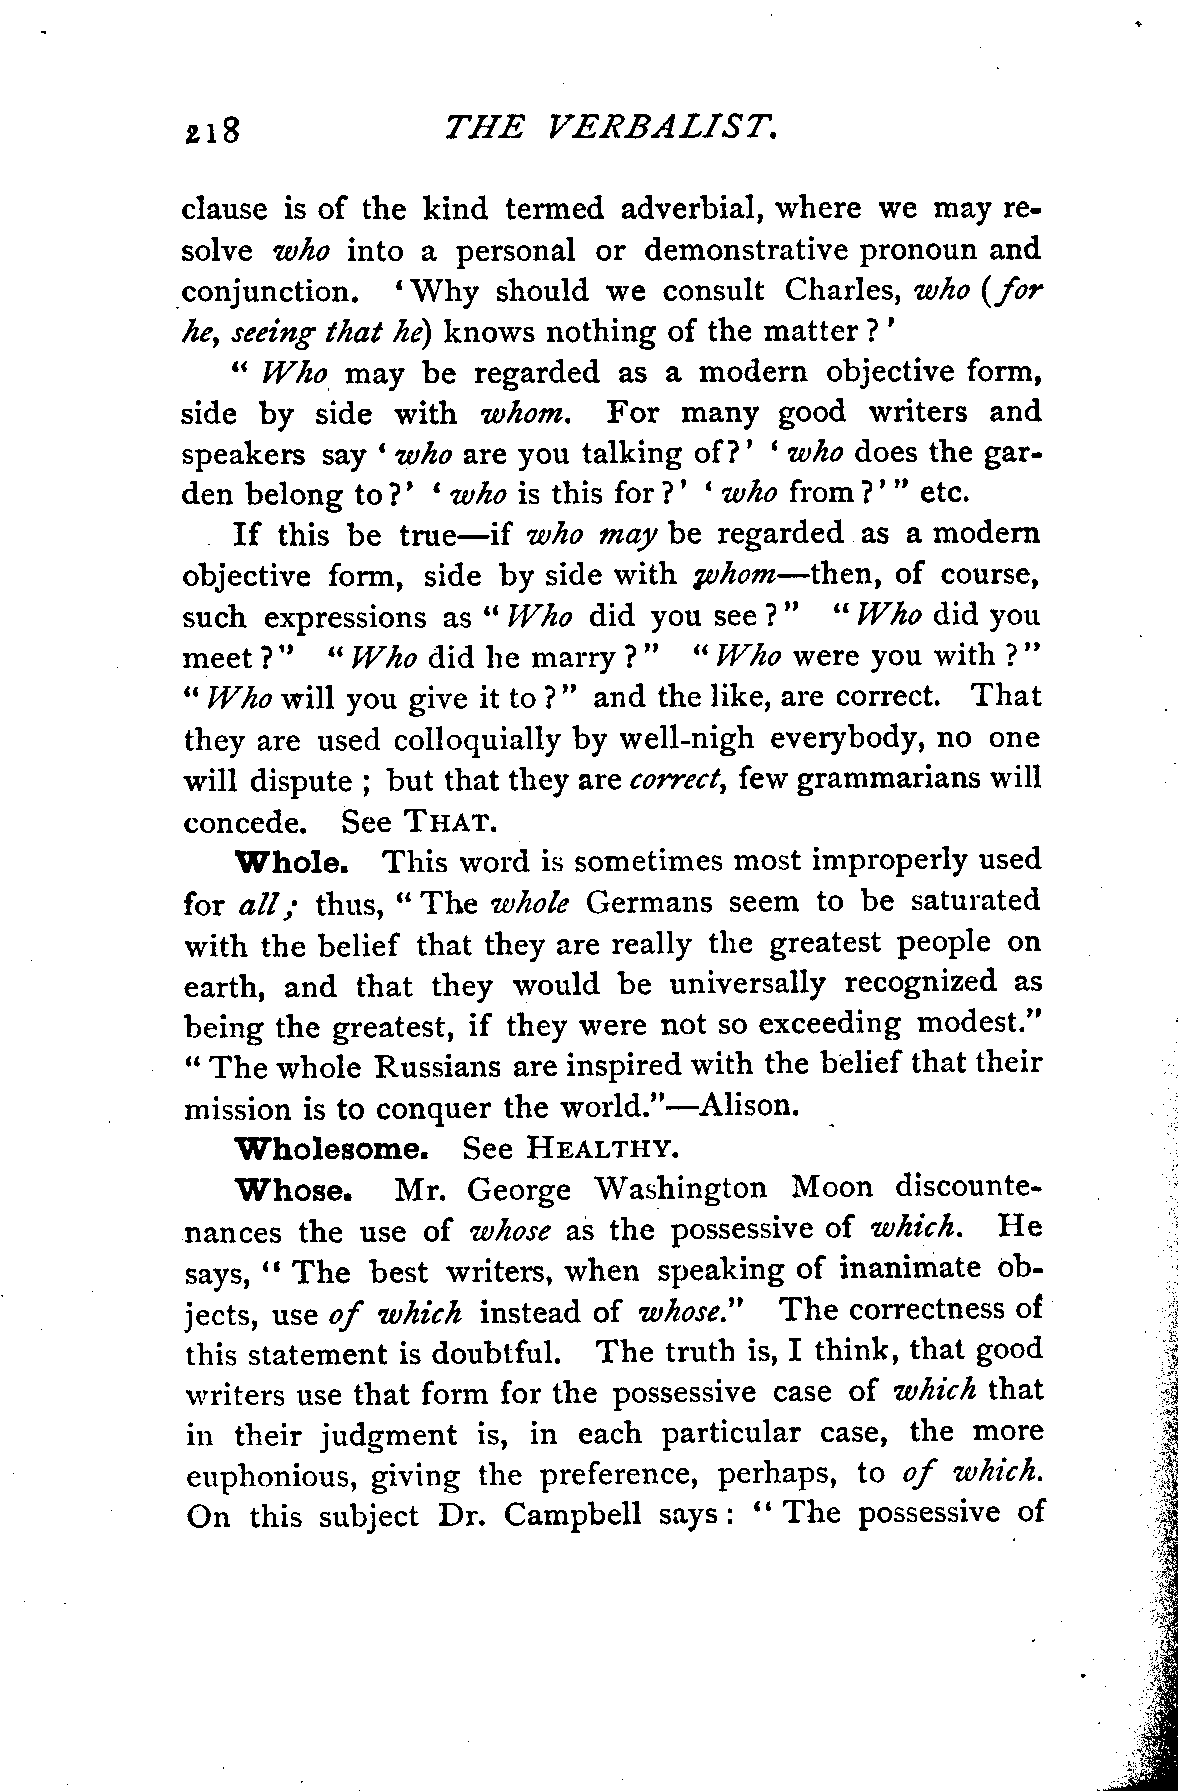 218 THE VERBALIST.
clause is of the kind termed adverbial, where we may re-
solve who into a personal or demonstrative pronoun and
conjunction. ‘Why should we consult Charles, who (for
he, seeing that he) knows nothing of the matter?’
“Who may be regarded as a modern objective form,
side by side with whom. For many good writers and
speakers say ‘who are you talking of?’ ‘who does the gar-
den belong to?’ ‘who is this for?’ ‘who from?’” etc.
If this be true—if who may be regarded as a modern
objective form, side by side with whom—then, of course,
such expressions as “Who did you see?” “Who did you
meet?” “Who did he marry?” “Who were you with?”
“Who will you give it to?” and the like, are correct. That
they are used colloquially by well-nigh everybody, no one
will dispute; but that they are correct, few grammarians will
concede. See THAT.
Whole. This word is sometimes most improperly used
for all; thus, “The whole Germans seem to be saturated
with the belief that they are really the greatest people on
earth, and that they would be universally recognized as
being the greatest, if they were not so exceeding modest.”
“The whole Russians are inspired with the belief that their
mission is to conquer the world.”—Alison.
Wholesome. See HEALTHY.
Whose. Mr. George Washington Moon discounte-
nances the use of whose as the possessive of which. He
says, “The best writers, when speaking of inanimate ob-
jects, use of which instead of whose.” The correctness of
this statement is doubtful. The truth is, I think, that good
writers use that form for the possessive case of which that
in their judgment is, in each particular case, the more
euphonious, giving the preference, perhaps, to of which.
On this subject Dr. Campbell says: “The possessive of